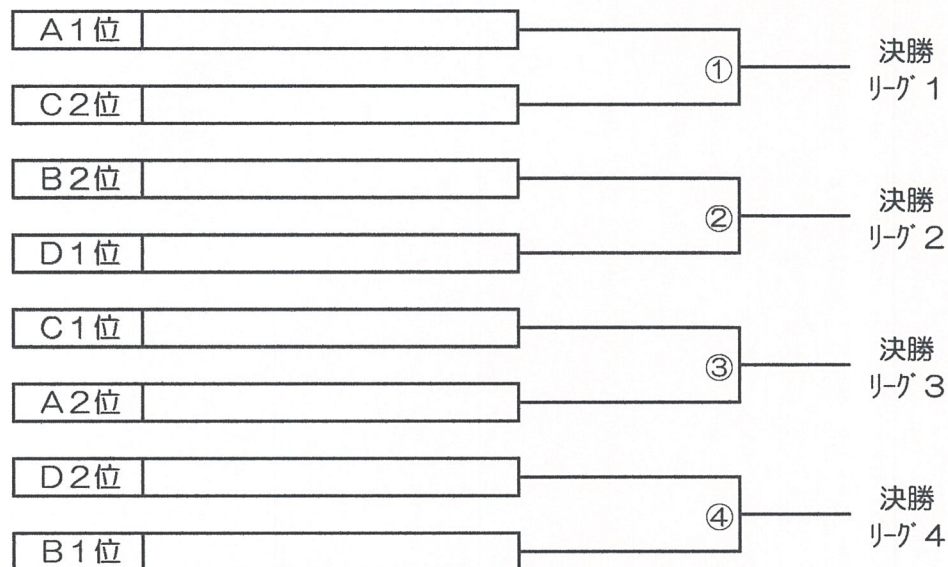 A1位
C2位
①
決勝
ﾘｰｸﾞ1
B2位
D1位
②
決勝
ﾘｰｸﾞ2
C1位
A2位
③
決勝
ﾘｰｸﾞ3
D2位
B1位
④
決勝
ﾘｰｸﾞ4